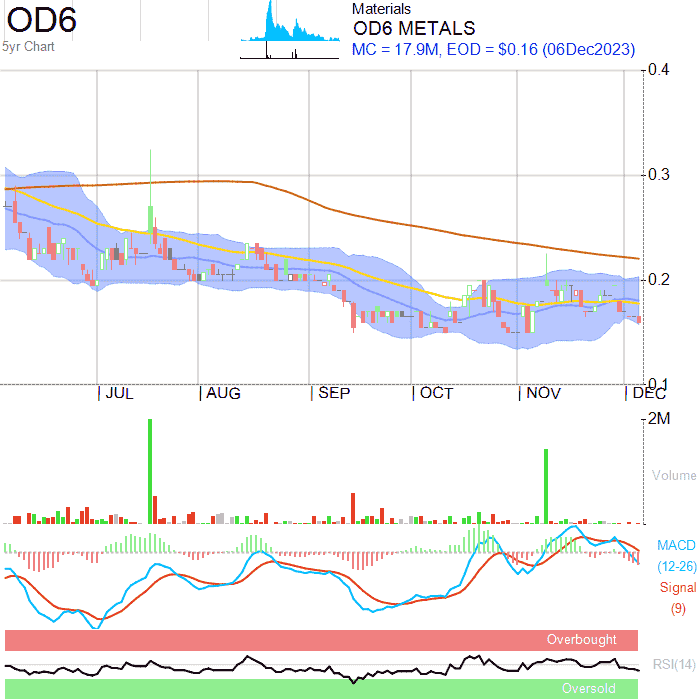 OD6
5yr Chart
Materials
OD6 METALS
MC = 17.9M, EOD = $0.16 (06Dec2023)
0.4
0.3
0.2
0.1
JUL
AUG
SEP
OCT
NOV
DEC
2M
Volume
MACD
(12-26)
Signal
(9)
Overbought
RSI(14)
Oversold